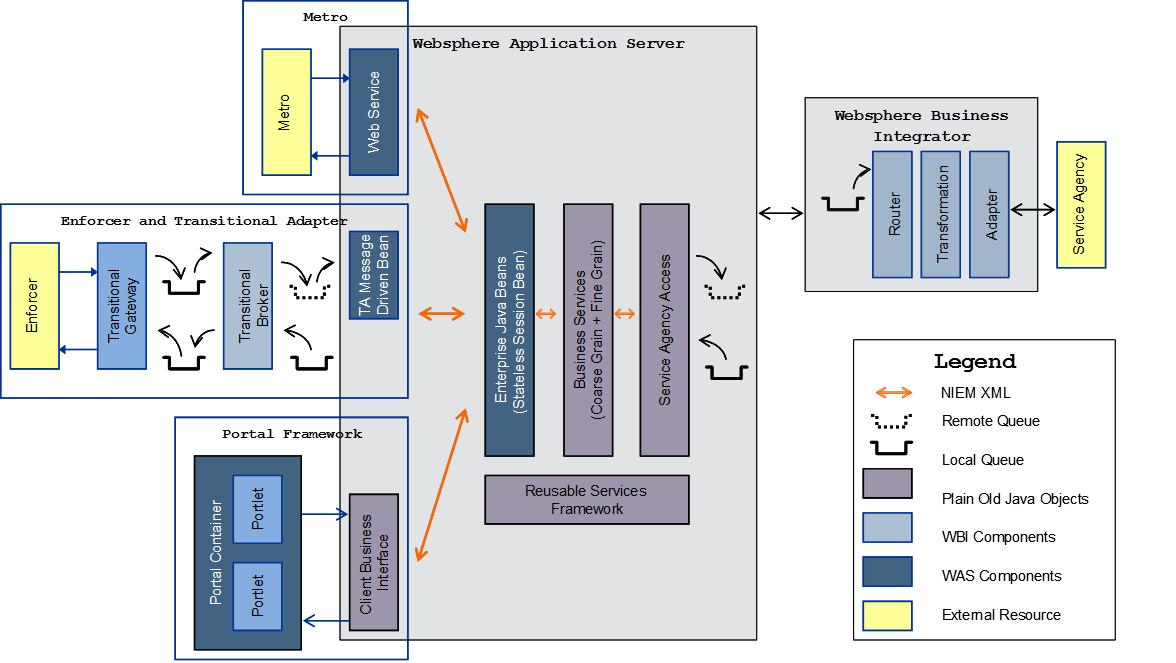 Metro
Websphere Application Server
Metro
Web Service
Websphere Business
Integrator
Router
Transformation
Adapter
Service Agency
Enforcer and Transitional Adapter
Enforcer
Transitional
Gateway
Transitional
Broker
TA Message
Driven Bean
Enterprise Java Beans
(Stateless Session Bean)
Business Services
(Coarse Grain + Fine Grain)
Service Agency Access
Reusable Services
Framework
Portal Framework
Portal Container
Portlet
Portlet
Client Business
Interface
Legend
NIEM XML
Remote Queue
Local Queue
Plain Old Java Objects
WBI Components
WAS Components
External Resource